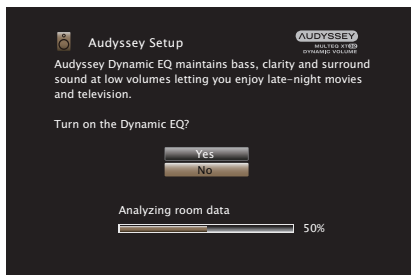 Audyssey Setup
AUDYSSEY
MULTEQ XT32
DYNAMIC VOLUME
Audyssey Dynamic EQ maintains bass, clarity and surround
sound at low volumes letting you enjoy late-night movies
and television.
Turn on the Dynamic EQ?
Yes
No
Analyzing room data
50%